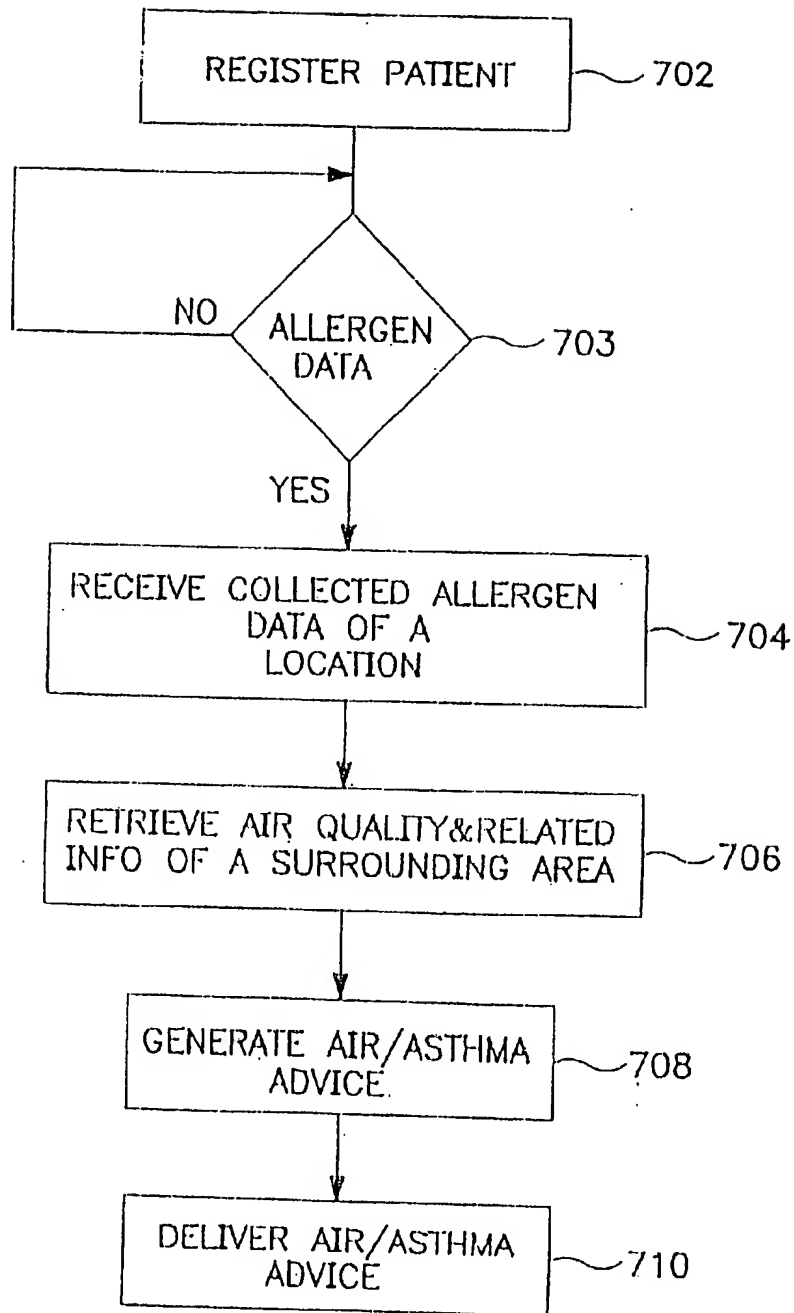 REGISTER PATIENT
702
NO
ALLERGEN
DATA
703
YES
RECEIVE COLLECTED ALLERGEN
DATA OF A
LOCATION
704
RETRIEVE AIR QUALITY&RELATED
INFO OF A SURROUNDING AREA
706
GENERATE AIR/ASTHMA
ADVICE
708
DELIVER AIR/ASTHMA
ADVICE
710